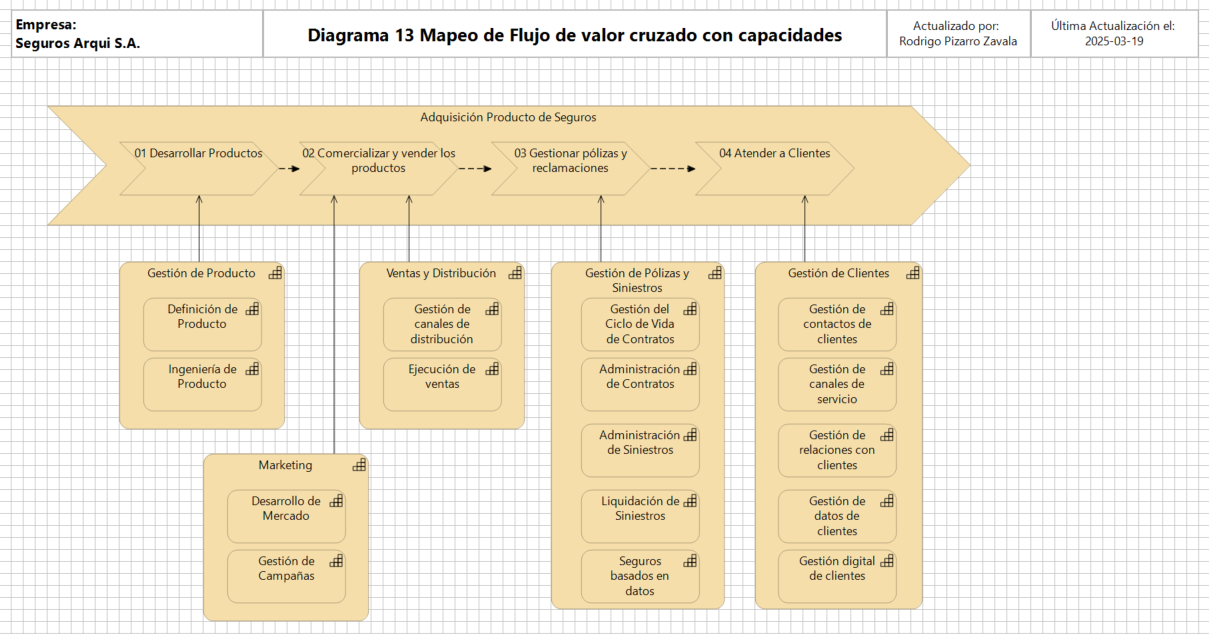 Empresa:
Seguros Arqui S.A.
Diagrama 13 Mapeo de Flujo de valor cruzado con capacidades
Actualizado por:
Rodrigo Pizarro Zavala
Última Actualización el:
2025-03-19
Adquisición Producto de Seguros
01 Desarrollar Productos
02 Comercializar y vender los
productos
03 Gestionar pólizas y
reclamaciones
04 Atender a Clientes
Gestión de Producto
Definición de
Producto
Ingeniería de
Producto
Marketing
Desarrollo de
Mercado
Gestión de
Campañas
Ventas y Distribución
Gestión de
canales de
distribución
Ejecución de
ventas
Gestión de Pólizas y
Siniestros
Gestión del
Ciclo de Vida
de Contratos
Administración
de Contratos
Administración
de Siniestros
Liquidación de
Siniestros
Seguros
basados en
datos
Gestión de Clientes
Gestión de
contactos de
clientes
Gestión de
canales de
servicio
Gestión de
relaciones con
clientes
Gestión de
datos de
clientes
Gestión digital
de clientes